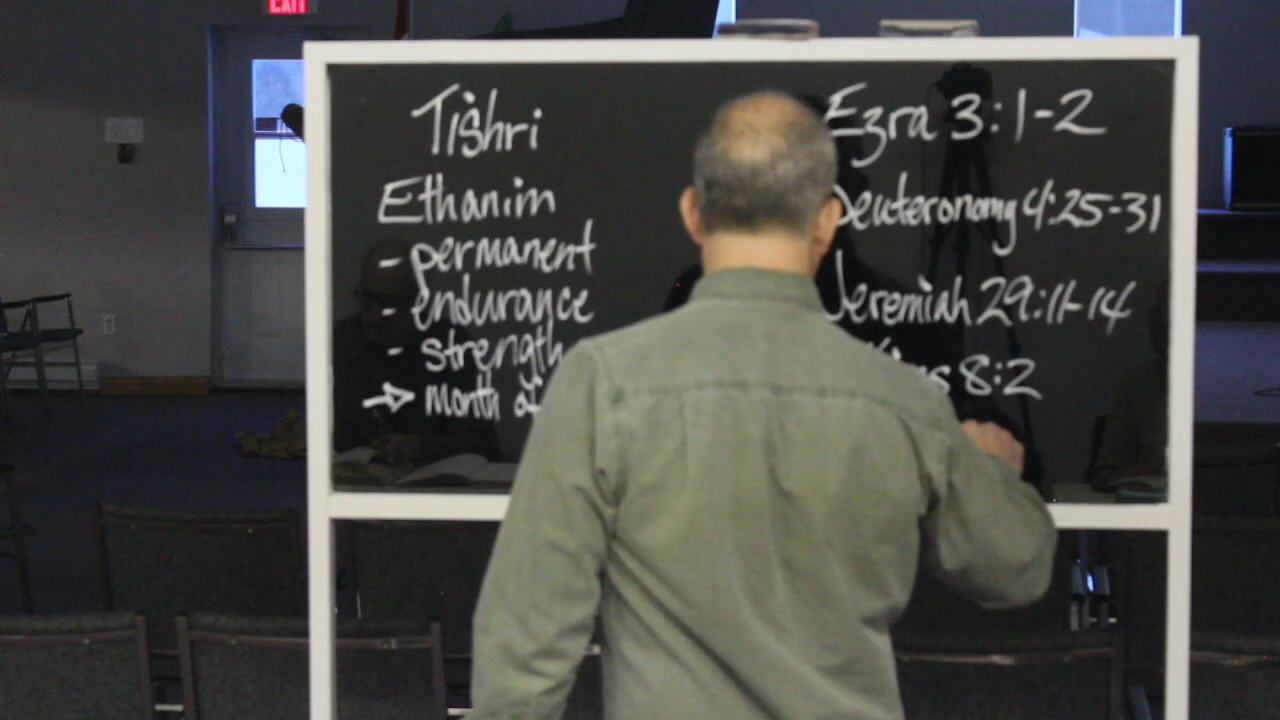 EXIT
Tishri
Ethanim
- permanent
- endurance
- strength
→ month of
Ezra 3:1-2
Deuteronomy 4:25-31
Jeremiah 29:11-14
8:2